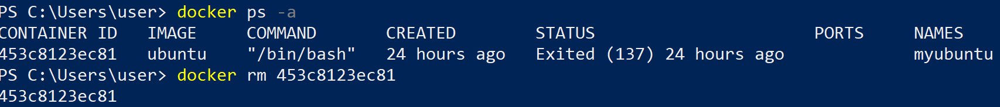 PS C:\Users\user> docker ps -a
CONTAINER ID   IMAGE     COMMAND       CREATED        STATUS                      PORTS     NAMES
453c8123ec81   ubuntu    "/bin/bash"   24 hours ago   Exited (137) 24 hours ago             myubuntu
PS C:\Users\user> docker rm 453c8123ec81
453c8123ec81